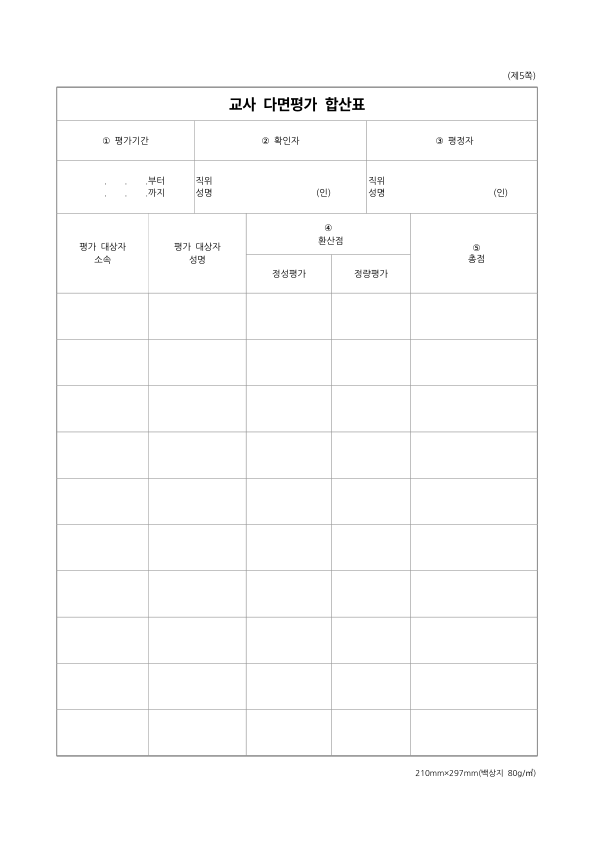 (제5쪽)
교사 다면평가 합산표
① 평가기간
② 확인자
③ 평정자
. . .부터
. . .까지
직위
성명 (인)
직위
성명 (인)
평가 대상자
소속
평가 대상자
성명
④
환산점
정성평가
정량평가
⑤
총점
210mm×297mm(백상지 80g/㎡)